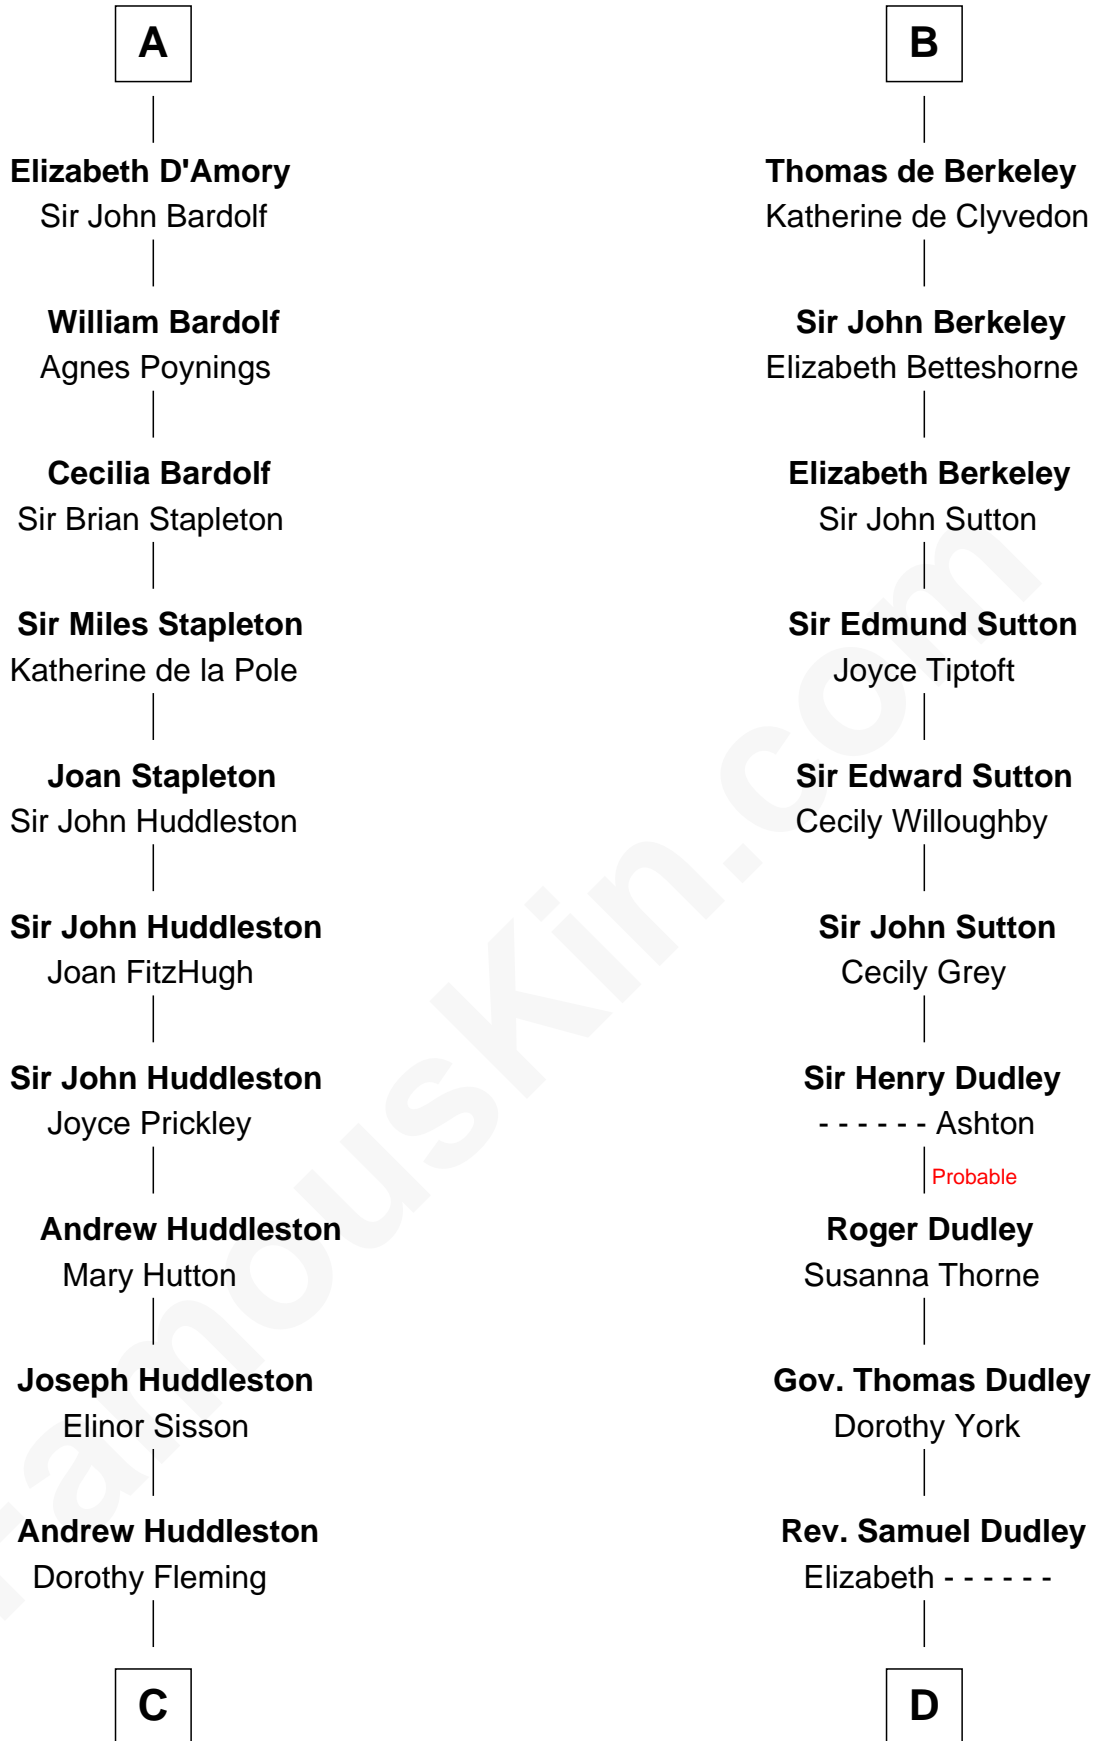 A
Elizabeth D'Amory
Sir John Bardolf
William Bardolf
Agnes Poynings
Cecilia Bardolf
Sir Brian Stapleton
Sir Miles Stapleton
Katherine de la Pole
Joan Stapleton
Sir John Huddleston
Sir John Huddleston
Joan FitzHugh
Sir John Huddleston
Joyce Prickley
Andrew Huddleston
Mary Hutton
Joseph Huddleston
Elinor Sisson
Andrew Huddleston
Dorothy Fleming
C
B
Thomas de Berkeley
Katherine de Clyvedon
Sir John Berkeley
Elizabeth Betteshorne
Elizabeth Berkeley
Sir John Sutton
Sir Edmund Sutton
Joyce Tiptoft
Sir Edward Sutton
Cecily Willoughby
Sir John Sutton
Cecily Grey
Sir Henry Dudley
- - - - - - Ashton
Probable
Roger Dudley
Susanna Thorne
Gov. Thomas Dudley
Dorothy York
Rev. Samuel Dudley
Elizabeth - - - - - -
D
FamousKin.com